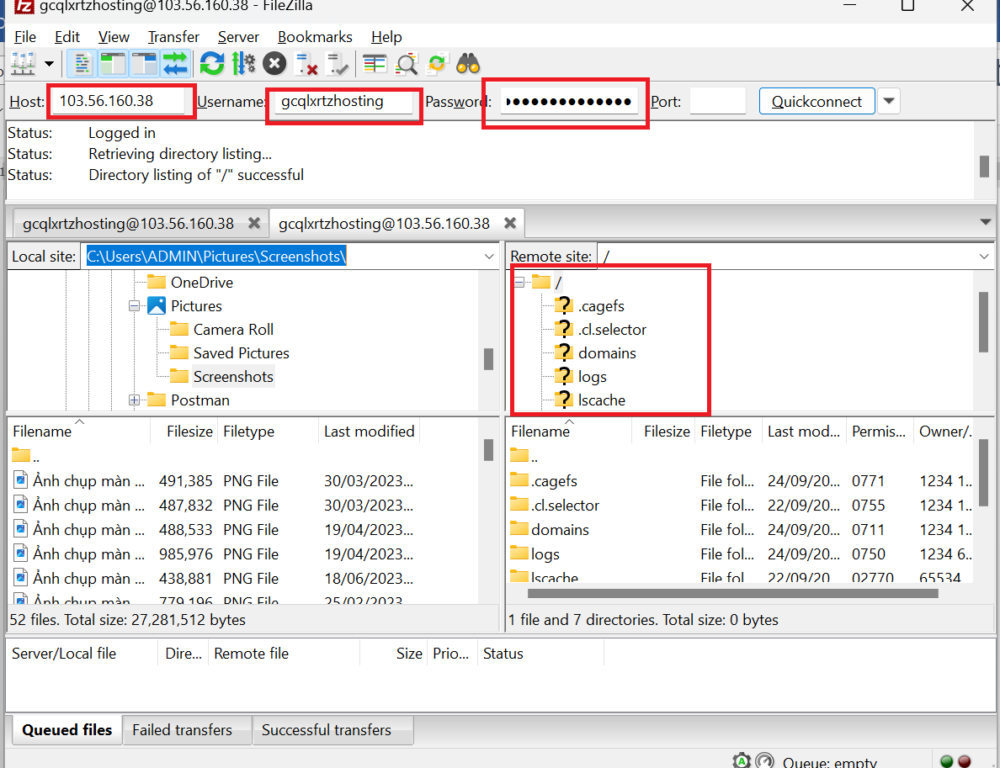 gcqlxrtzhosting@103.56.160.38 - FileZilla
File Edit View Transfer Server Bookmarks Help
Host: 103.56.160.38 Username: gcqlxrtzhosting Password: •••••••••••••• Port: Quickconnect
Status: Logged in
Status: Retrieving directory listing...
Status: Directory listing of "/" successful
gcqlxrtzhosting@103.56.160.38 gcqlxrtzhosting@103.56.160.38
Local site: C:\Users\ADMIN\Pictures\Screenshots\
OneDrive
Pictures
Camera Roll
Saved Pictures
Screenshots
Postman
Filename Filesize Filetype Last modified
..
Ảnh chụp màn ... 491,385 PNG File 30/03/2023...
Ảnh chụp màn ... 487,832 PNG File 30/03/2023...
Ảnh chụp màn ... 488,533 PNG File 19/04/2023...
Ảnh chụp màn ... 985,976 PNG File 19/04/2023...
Ảnh chụp màn ... 438,881 PNG File 18/06/2023...
Ảnh chụp màn 779,196 PNG File 25/02/2023
52 files. Total size: 27,281,512 bytes
Remote site: /
/
.cagefs
.cl.selector
domains
logs
lscache
Filename Filesize Filetype Last mod... Permis... Owner/.
..
.cagefs File fol... 24/09/20... 0771 1234 1..
.cl.selector File fol... 22/09/20... 0755 1234 1..
domains File fol... 24/09/20... 0711 1234 1..
logs File fol... 24/09/20... 0750 1234 6..
lscache File fol 22/09/20 02770 65534
1 file and 7 directories. Total size: 0 bytes
Server/Local file Dire... Remote file Size Prio... Status
Queued files Failed transfers Successful transfers
Queue: empty